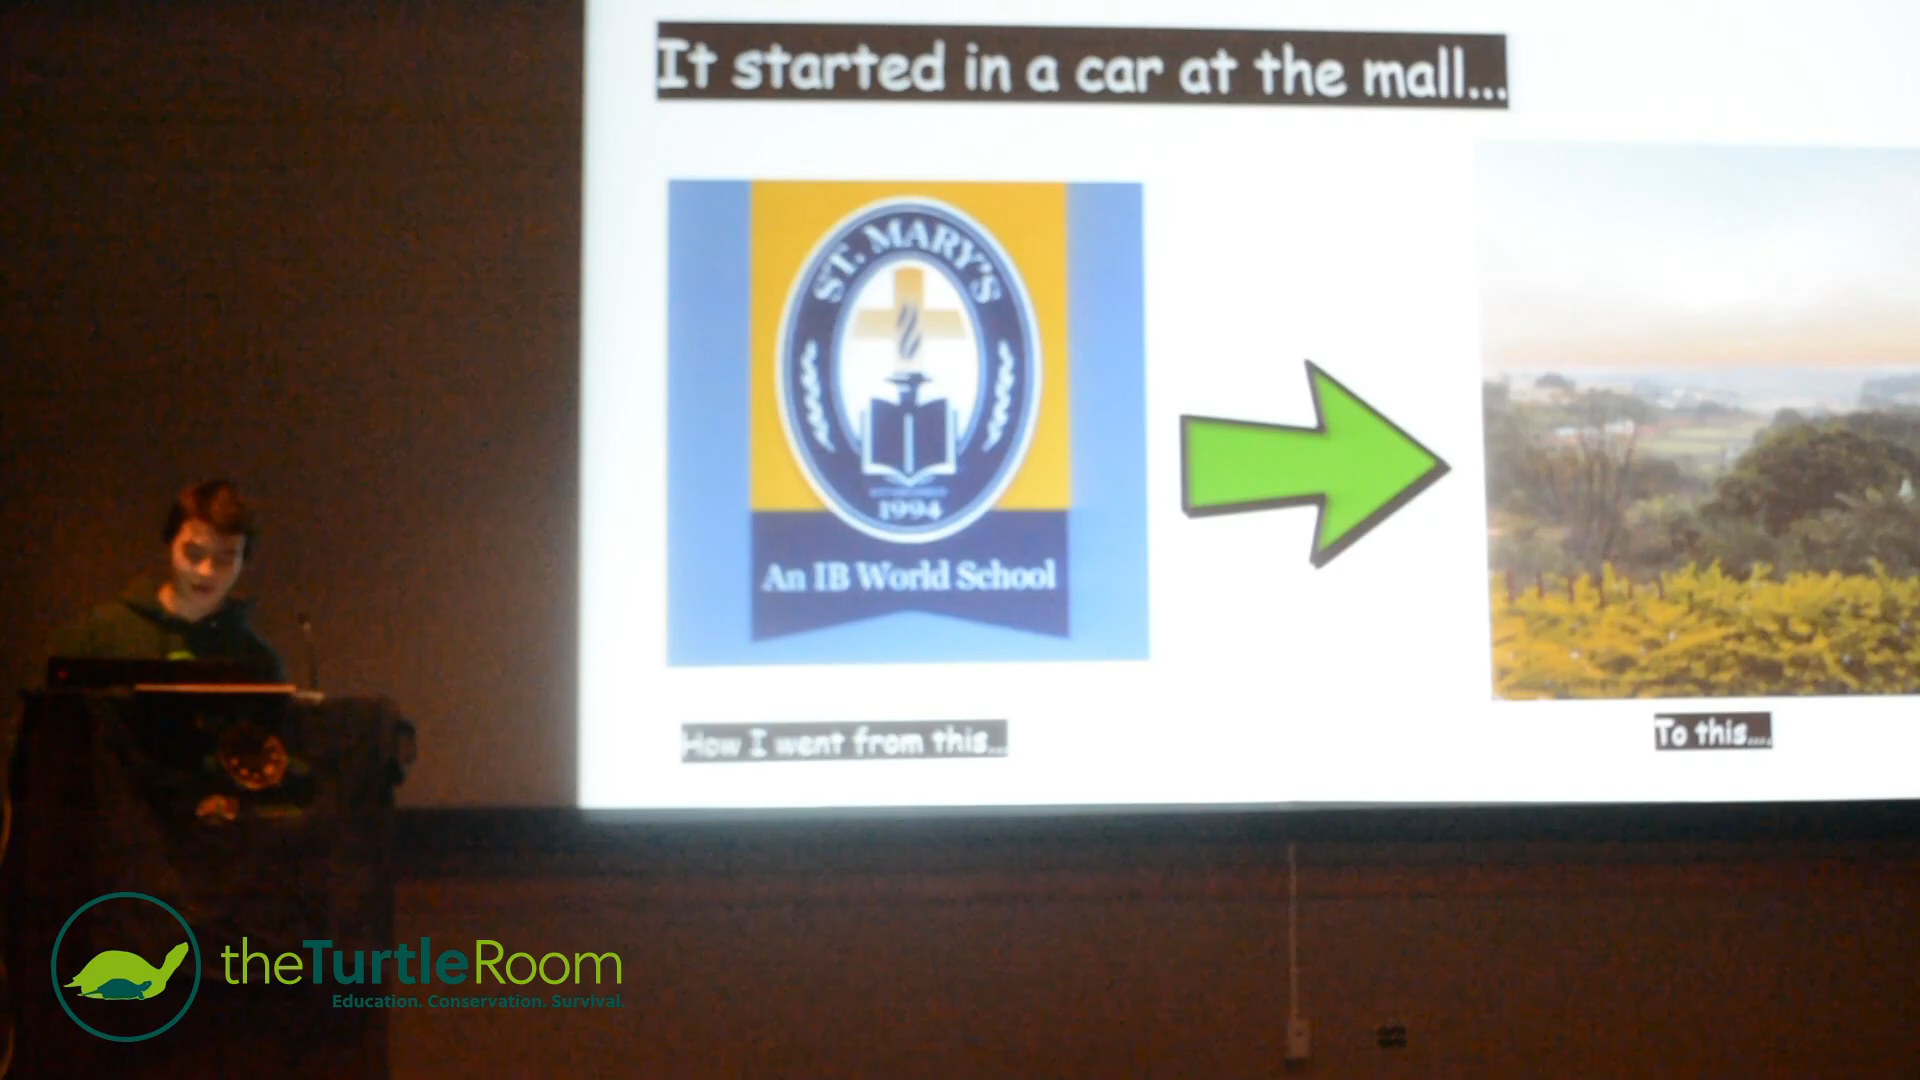 It started in a car at the mall...
ST. MARY'S
1994
An IB World School
How I went from this...
To this....
theTurtleRoom
Education. Conservation. Survival.